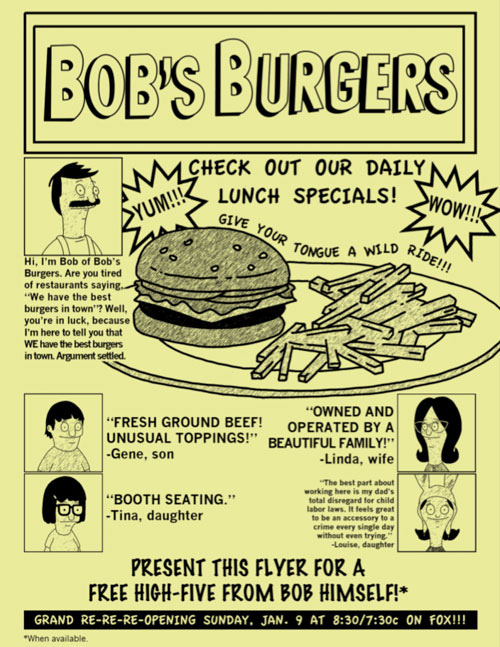 BOB'S BURGERS
CHECK OUT OUR DAILY
LUNCH SPECIALS!
YUM!!!
WOW!!!
GIVE YOUR TONGUE A WILD RIDE!!!
Hi, I'm Bob of Bob's
Burgers. Are you tired
of restaurants saying,
"We have the best
burgers in town"? Well,
you're in luck, because
I'm here to tell you that
WE have the best burgers
in town. Argument settled.
"FRESH GROUND BEEF!
UNUSUAL TOPPINGS!"
-Gene, son
"OWNED AND
OPERATED BY A
BEAUTIFUL FAMILY!"
-Linda, wife
"BOOTH SEATING."
-Tina, daughter
"The best part about
working here is my dad's
total disregard for child
labor laws. It feels great
to be an accessory to a
crime every single day
without even trying."
-Louise, daughter
PRESENT THIS FLYER FOR A
FREE HIGH-FIVE FROM BOB HIMSELF!*
GRAND RE-RE-RE-OPENING SUNDAY, JAN. 9 AT 8:30/7:30c ON FOX!!!
*When available.